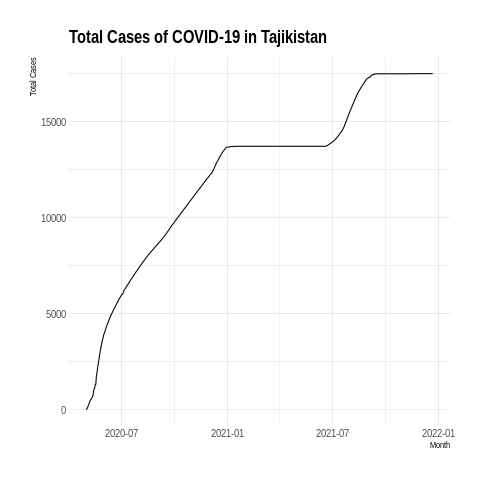 Total Cases of COVID-19 in Tajikistan
Total Cases
15000
10000
5000
0
2020-07 2021-01 2021-07 2022-01
Month